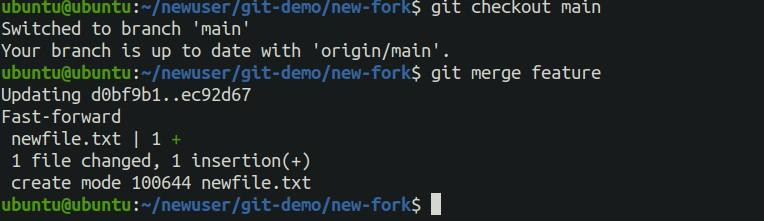 ubuntu@ubuntu:~/newuser/git-demo/new-fork$ git checkout main
Switched to branch 'main'
Your branch is up to date with 'origin/main'.
ubuntu@ubuntu:~/newuser/git-demo/new-fork$ git merge feature
Updating d0bf9b1..ec92d67
Fast-forward
 newfile.txt | 1 +
 1 file changed, 1 insertion(+)
 create mode 100644 newfile.txt
ubuntu@ubuntu:~/newuser/git-demo/new-fork$